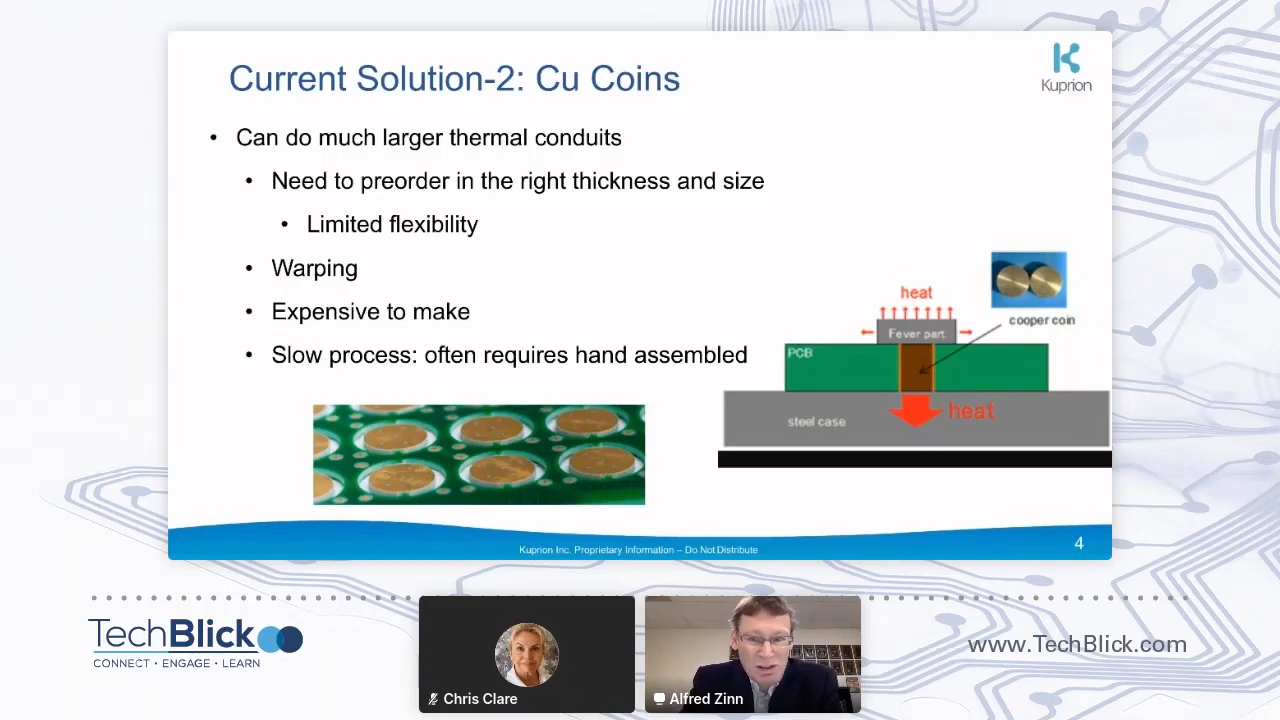 Current Solution-2: Cu Coins
Kuprion
• Can do much larger thermal conduits
• Need to preorder in the right thickness and size
• Limited flexibility
• Warping
• Expensive to make
• Slow process: often requires hand assembled
heat
cooper coin
Fever part
PCB
heat
steel case
Kuprion Inc. Proprietary Information – Do Not Distribute
4
TechBlick
CONNECT • ENGAGE • LEARN
www.TechBlick.com
Chris Clare
Alfred Zinn